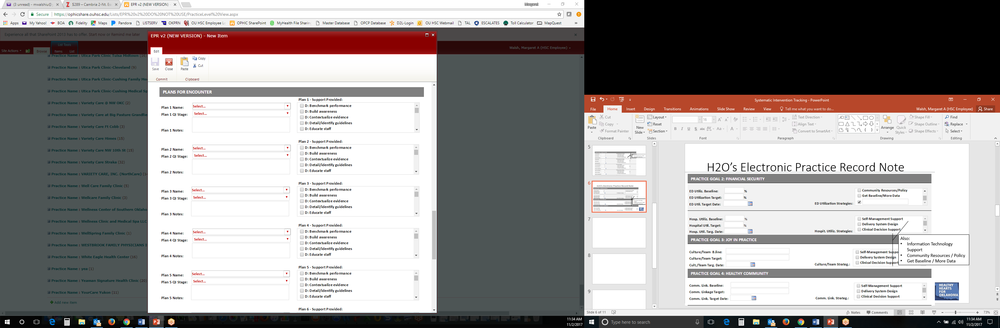 (3 unread) - mwalshiu@y
$289 – Cambria 2-Nt. Esc
EPR v2 (NEW VERSION) -
Margaret
Secure
https://ophicshare.ouhsc.edu/Lists/EPR%20v2%20DO%20NOT%20USE/PracticeLevel%20View.aspx
Apps
My Yahoo!
BOA
Fidelity
Maps
Pandora
LISTSERV
OKPRN
OU HSC Employee Lo
OPHIC SharePoint
MyHealth File Sharing
Master Database
OPCP Database
D2L-Login
OU HSC Webmail
TAL
ESCALATES
Toll Calculator
MapQuest
Experience all that SharePoint 2013 has to offer. Start now or Remind me later
Site Actions
Browse
List Tools
Items
List
Walsh, Margaret A (HSC Employee)
Practice Name : Utica Park Clinic Tulsa Midtown (16)
Practice Name : Utica Park Clinic-Cleveland (9)
Practice Name : Utica Park Clinic-Cushing Family Me
Practice Name : Utica Park Clinic-Cushing Medical Sp
Practice Name : Variety Care @ NW OKC (2)
Practice Name : Variety Care at Big Pasture Grandfie
Practice Name : Variety Care Ft Cobb (3)
Practice Name : Variety Care Himes (15)
Practice Name : Variety Care NW 10th St (15)
Practice Name : Variety Care Straka (32)
Practice Name : VARIETY CARE, INC. (NorthCare) (14
Practice Name : Well Care Family Clinic (5)
Practice Name : Wellcare Family Clinic (3)
Practice Name : Wellness Center of Southern Oklaho
Practice Name : Wellness Clinic and Medical Spa LLC
Practice Name : WellSpring Family Clinic (1)
Practice Name : WESTBROOK FAMILY PHYSICIANS I
Practice Name : White Eagle Health Center (16)
Practice Name : yea (1)
Practice Name : Yeaman Signature Health Clinic (20)
Practice Name : YourCare Yukon (11)
Add new item
EPR v2 (NEW VERSION) - New Item
Edit
Save
Close
Paste
Copy
Cut
Commit
Clipboard
PLANS FOR ENCOUNTER
Plan 1 Name: Select...
Plan 1 QI Stage: Select...
Plan 1 Notes:
Plan 1 - Support Provided:
D: Benchmark performance
D: Build awareness
D: Contextualize evidence
D: Detail/identify guidelines
D: Educate staff
Plan 2 Name: Select...
Plan 2 QI Stage: Select...
Plan 2 Notes:
Plan 2 - Support Provided:
D: Benchmark performance
D: Build awareness
D: Contextualize evidence
D: Detail/identify guidelines
D: Educate staff
Plan 3 Name: Select...
Plan 3 QI Stage: Select...
Plan 3 Notes:
Plan 3 - Support Provided:
D: Benchmark performance
D: Build awareness
D: Contextualize evidence
D: Detail/identify guidelines
D: Educate staff
Plan 4 Name: Select...
Plan 4 QI Stage: Select...
Plan 4 Notes:
Plan 4 - Support Provided:
D: Benchmark performance
D: Build awareness
D: Contextualize evidence
D: Detail/identify guidelines
D: Educate staff
Plan 5 Name: Select...
Plan 5 QI Stage: Select...
Plan 5 Notes:
Plan 5 - Support Provided:
D: Benchmark performance
D: Build awareness
D: Contextualize evidence
D: Detail/identify guidelines
D: Educate staff
Plan 6 - Support Provided:
11:34 AM
11/2/2017
Systematic Intervention Tracking - PowerPoint
File
Home
Insert
Design
Transitions
Animations
Slide Show
Review
View
Tell me what you want to do...
Walsh, Margaret A (HSC Employee)
Share
Paste
Cut
Copy
Format Painter
Clipboard
New Slide
Layout
Reset
Section
Slides
16
Font
Text Direction
Align Text
Convert to SmartArt
Paragraph
Arrange
Quick Styles
Shape Fill
Shape Outline
Shape Effects
Drawing
Find
Replace
Select
Editing
5
6
H2O's Electronic Practice Record Note
7
8
9
H2O's Electronic Practice Record Note
PRACTICE GOAL 2: FINANCIAL SECURITY
ED Utiliz. Baseline: %
ED Utilization Target: %
ED Util. Target Date:
ED Utilization Strategies :
Community Resources/Policy
Get Baseline/More Data
Hosp. Utiliz. Baseline: %
Hospital Util. Target: %
Hosp. Util. Targ. Date:
Hospit. Utiliz. Strategies:
Self-Management Support
Delivery System Design
Clinical Decision Support
PRACTICE GOAL 3: JOY IN PRACTICE
Culture/Team B.line:
Culture/Team Target:
Cult./Team Targ. Date:
Culture/Team Strateg.:
Self-Management Suppo
Delivery System Design
Clinical Decision Support
Also:
• Information Technology
Support
• Community Resources / Policy
• Get Baseline / More Data
PRACTICE GOAL 4: HEALTHY COMMUNITY
Comm. Link. Baseline:
Comm. Linkage Target:
Comm. Link. Target Date:
Comm. Link. Strateg.:
Self-Management Support
Delivery System Design
Clinical Decision Support
HEALTHY
HEARTS
FOR
OKLAHOMA
Slide 6 of 11
Notes
Comments
73%
Type here to search
11:34 AM
11/2/2017